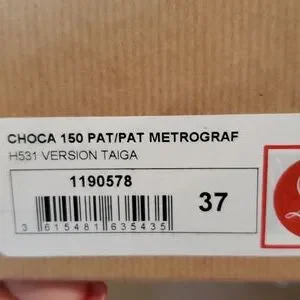 CHOCA 150 PAT/PAT METROGRAF
H531 VERSION TAIGA
1190578
37
3 615481 635435